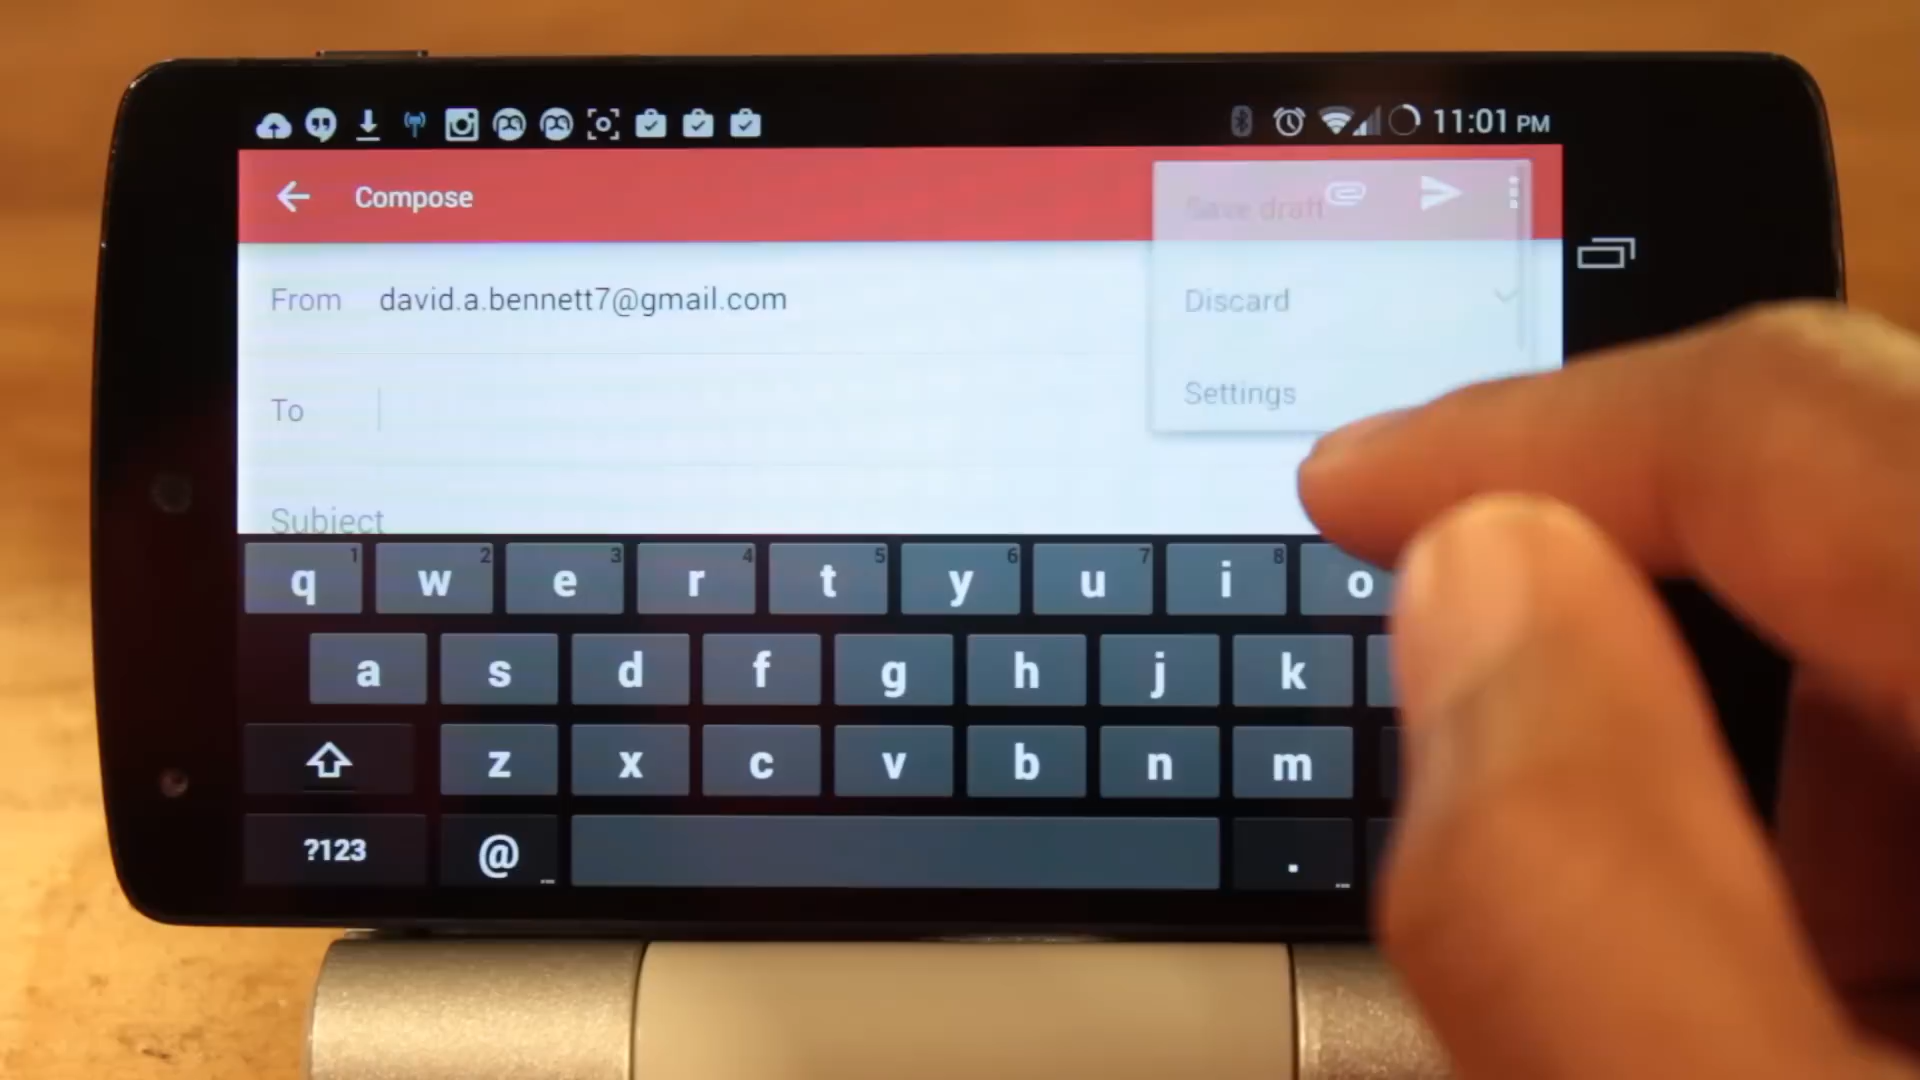 11:01 PM
Compose
Save draft
From david.a.bennett7@gmail.com
Discard
To
Settings
Subject
q 1 w 2 e 3 r 4 t 5 y 6 u 7 i 8 o
a s d f g h j k
z x c v b n m
?123 @ ... . ...